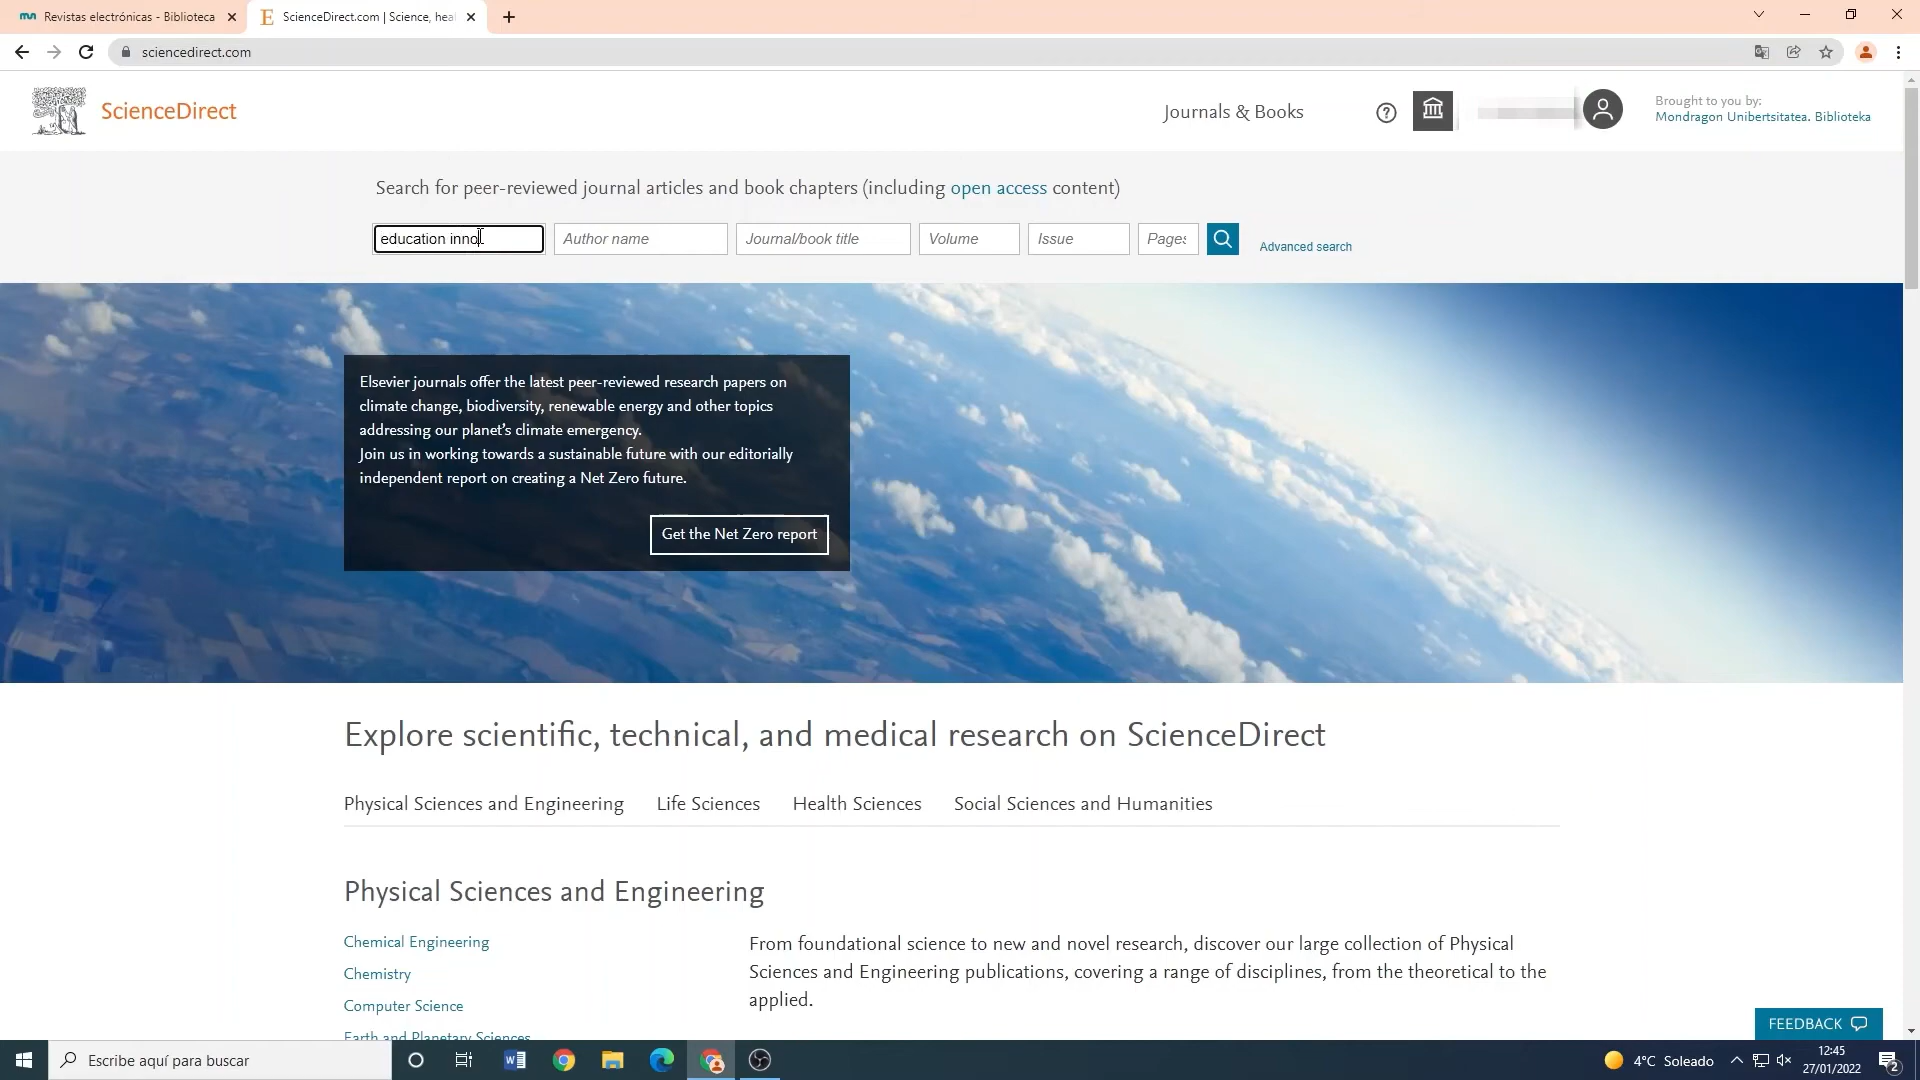 Revistas electrónicas - Biblioteca
ScienceDirect.com | Science, heal
sciencedirect.com
ScienceDirect
Journals & Books
Brought to you by:
Mondragon Unibertsitatea. Biblioteka
Search for peer-reviewed journal articles and book chapters (including open access content)
education inno
Author name
Journal/book title
Volume
Issue
Pages
Advanced search
Elsevier journals offer the latest peer-reviewed research papers on
climate change, biodiversity, renewable energy and other topics
addressing our planet's climate emergency.
Join us in working towards a sustainable future with our editorially
independent report on creating a Net Zero future.
Get the Net Zero report
Explore scientific, technical, and medical research on ScienceDirect
Physical Sciences and Engineering
Life Sciences
Health Sciences
Social Sciences and Humanities
Physical Sciences and Engineering
Chemical Engineering
Chemistry
Computer Science
Earth and Planetary Sciences
From foundational science to new and novel research, discover our large collection of Physical
Sciences and Engineering publications, covering a range of disciplines, from the theoretical to the
applied.
FEEDBACK
Escribe aquí para buscar
4°C Soleado
12:45
27/01/2022
2